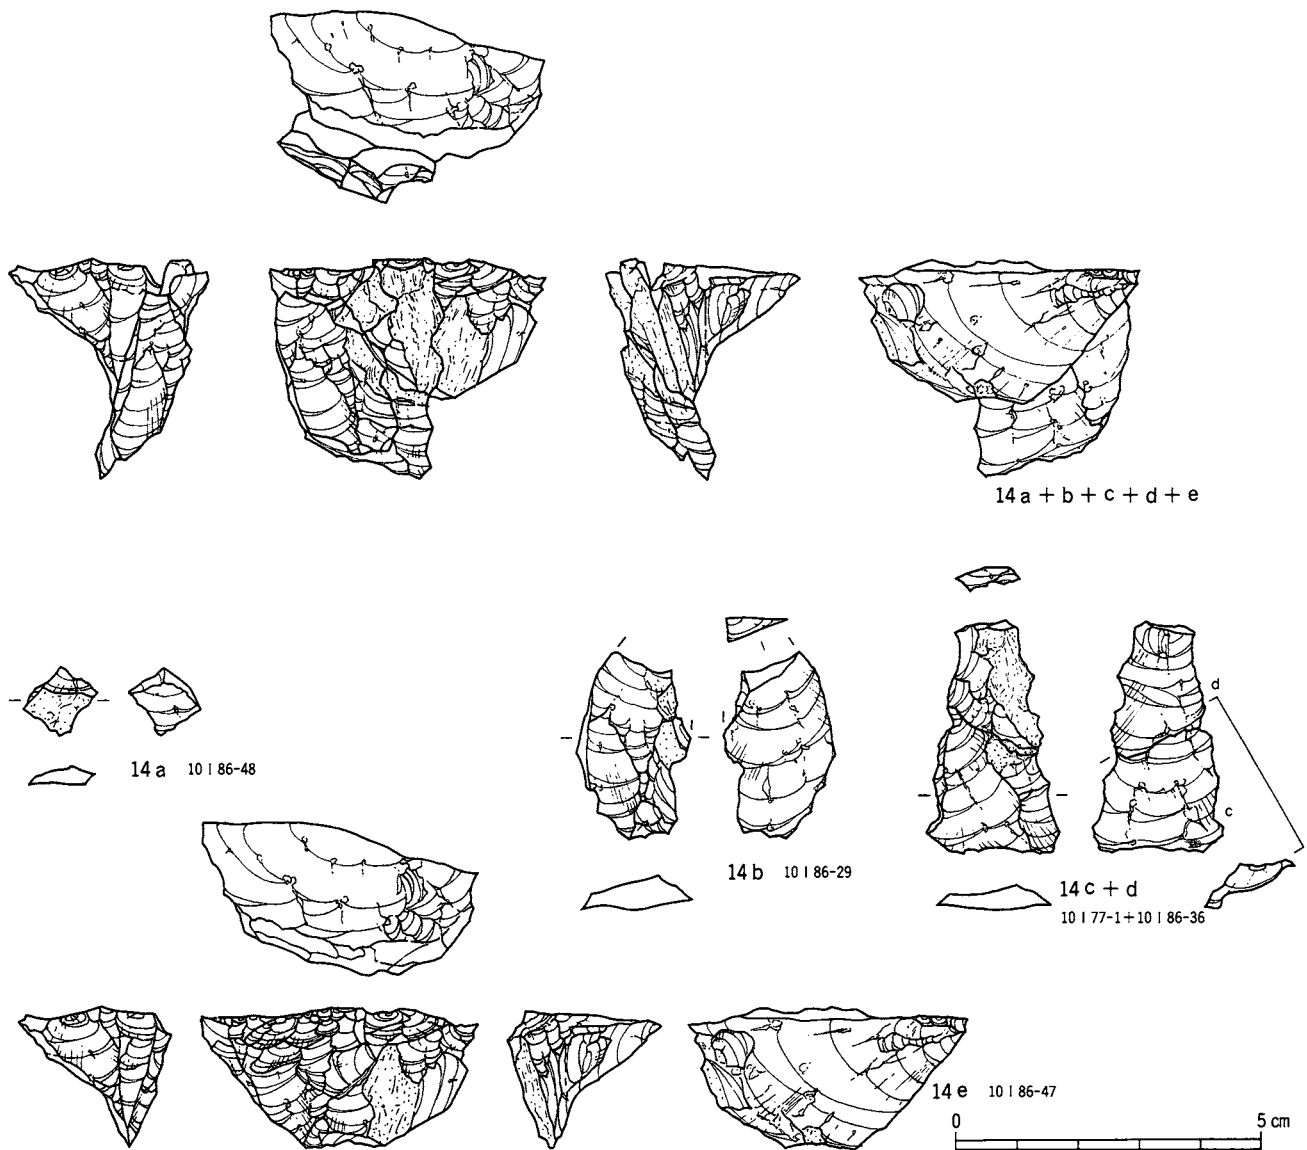 14 a + b + c + d + e
d
14 a 10 I 86-48
c
14 b 10 I 86-29
14 c + d
10 I 77-1+10 I 86-36
14 e 10 I 86-47
0 5 cm